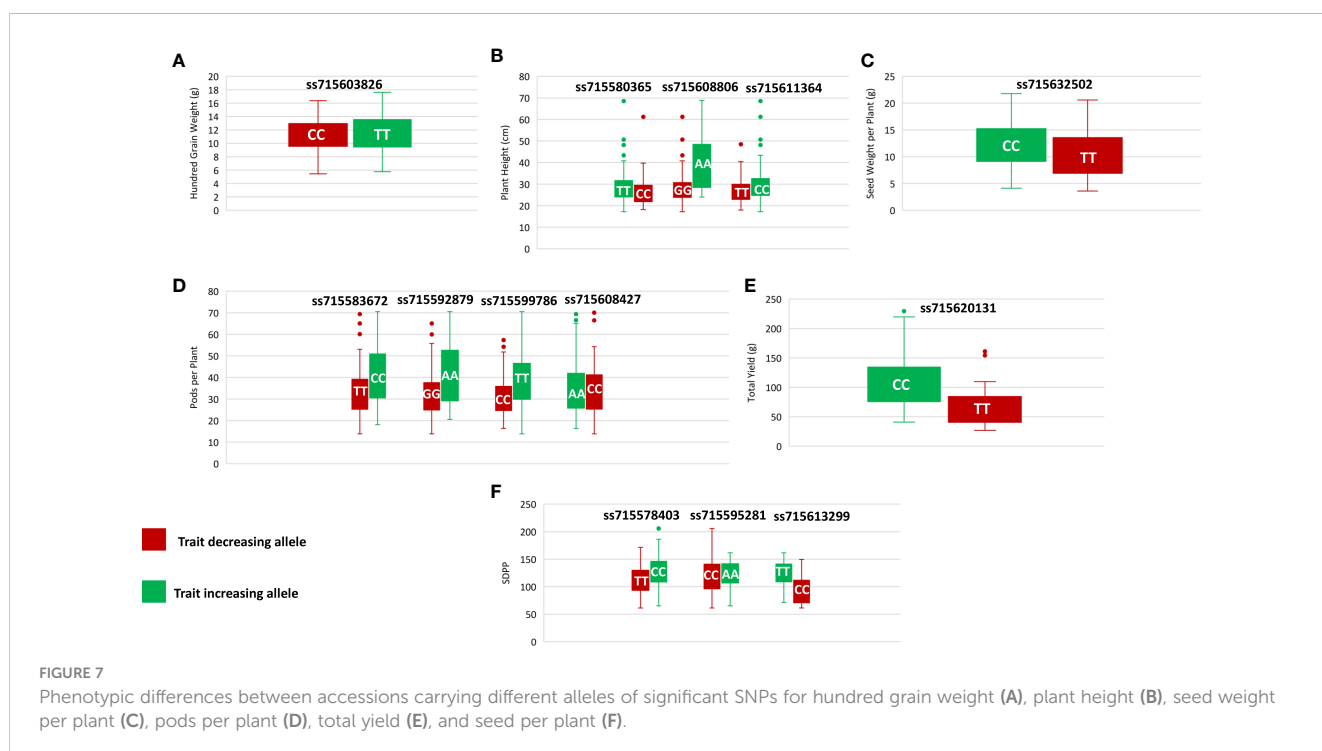 A
ss715603826
Hundred Grain Weight (g)
20
18
16
14
12
10
8
6
4
2
0
CC
TT
B
ss715580365
ss715608806
ss715611364
Plant Height (cm)
80
70
60
50
40
30
20
10
0
TT
CC
GG
AA
TT
CC
C
ss715632502
Seed Weight per Plant (g)
25
20
15
10
5
0
CC
TT
D
ss715583672
ss715592879
ss715599786
ss715608427
Pods per Plant
80
70
60
50
40
30
20
10
0
TT
CC
GG
AA
CC
TT
AA
CC
E
ss715620131
Total Yield (g)
250
200
150
100
50
0
CC
TT
F
ss715578403
ss715595281
ss715613299
SDPP
250
200
150
100
50
0
TT
CC
CC
AA
TT
CC
Trait decreasing allele
Trait increasing allele
FIGURE 7
Phenotypic differences between accessions carrying different alleles of significant SNPs for hundred grain weight (A), plant height (B), seed weight
per plant (C), pods per plant (D), total yield (E), and seed per plant (F).